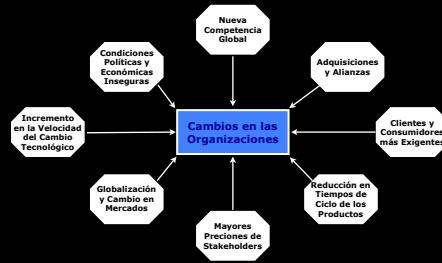 Nueva
Competencia
Global
Condiciones
Políticas y
Económicas
Inseguras
Adquisiciones
y Alianzas
Incremento
en la Velocidad
del Cambio
Tecnológico
Cambios en las
Organizaciones
Clientes y
Consumidores
más Exigentes
Globalización
y Cambio en
Mercados
Reducción en
Tiempos de
Ciclo de los
Productos
Mayores
Preciones de
Stakeholders